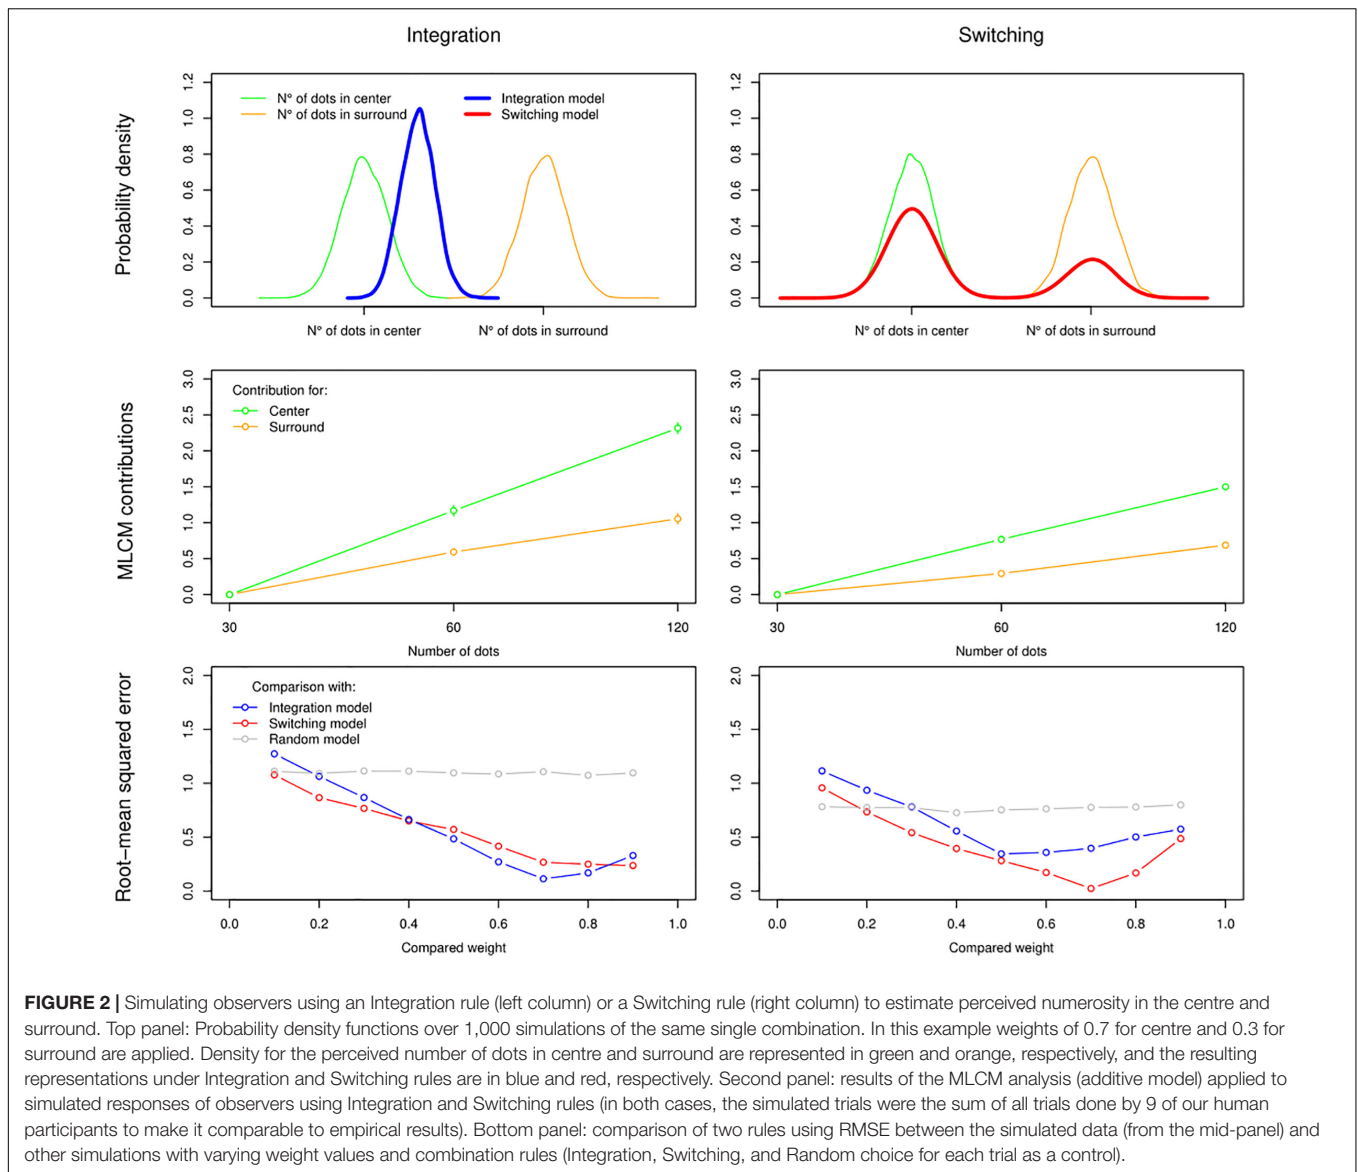 Integration
Switching
Probability density
1.2
1.0
0.8
0.6
0.4
0.2
0.0
N° of dots in center
N° of dots in surround
Integration model
Switching model
N° of dots in center
N° of dots in surround
N° of dots in center
N° of dots in surround
1.2
1.0
0.8
0.6
0.4
0.2
0.0
MLCM contributions
3.0
2.5
2.0
1.5
1.0
0.5
0.0
Contribution for:
Center
Surround
30
60
120
Number of dots
3.0
2.5
2.0
1.5
1.0
0.5
0.0
30
60
120
Number of dots
Root−mean squared error
2.0
1.5
1.0
0.5
0.0
Comparison with:
Integration model
Switching model
Random model
0.0
0.2
0.4
0.6
0.8
1.0
Compared weight
2.0
1.5
1.0
0.5
0.0
0.0
0.2
0.4
0.6
0.8
1.0
Compared weight
FIGURE 2 | Simulating observers using an Integration rule (left column) or a Switching rule (right column) to estimate perceived numerosity in the centre and
surround. Top panel: Probability density functions over 1,000 simulations of the same single combination. In this example weights of 0.7 for centre and 0.3 for
surround are applied. Density for the perceived number of dots in centre and surround are represented in green and orange, respectively, and the resulting
representations under Integration and Switching rules are in blue and red, respectively. Second panel: results of the MLCM analysis (additive model) applied to
simulated responses of observers using Integration and Switching rules (in both cases, the simulated trials were the sum of all trials done by 9 of our human
participants to make it comparable to empirical results). Bottom panel: comparison of two rules using RMSE between the simulated data (from the mid-panel) and
other simulations with varying weight values and combination rules (Integration, Switching, and Random choice for each trial as a control).